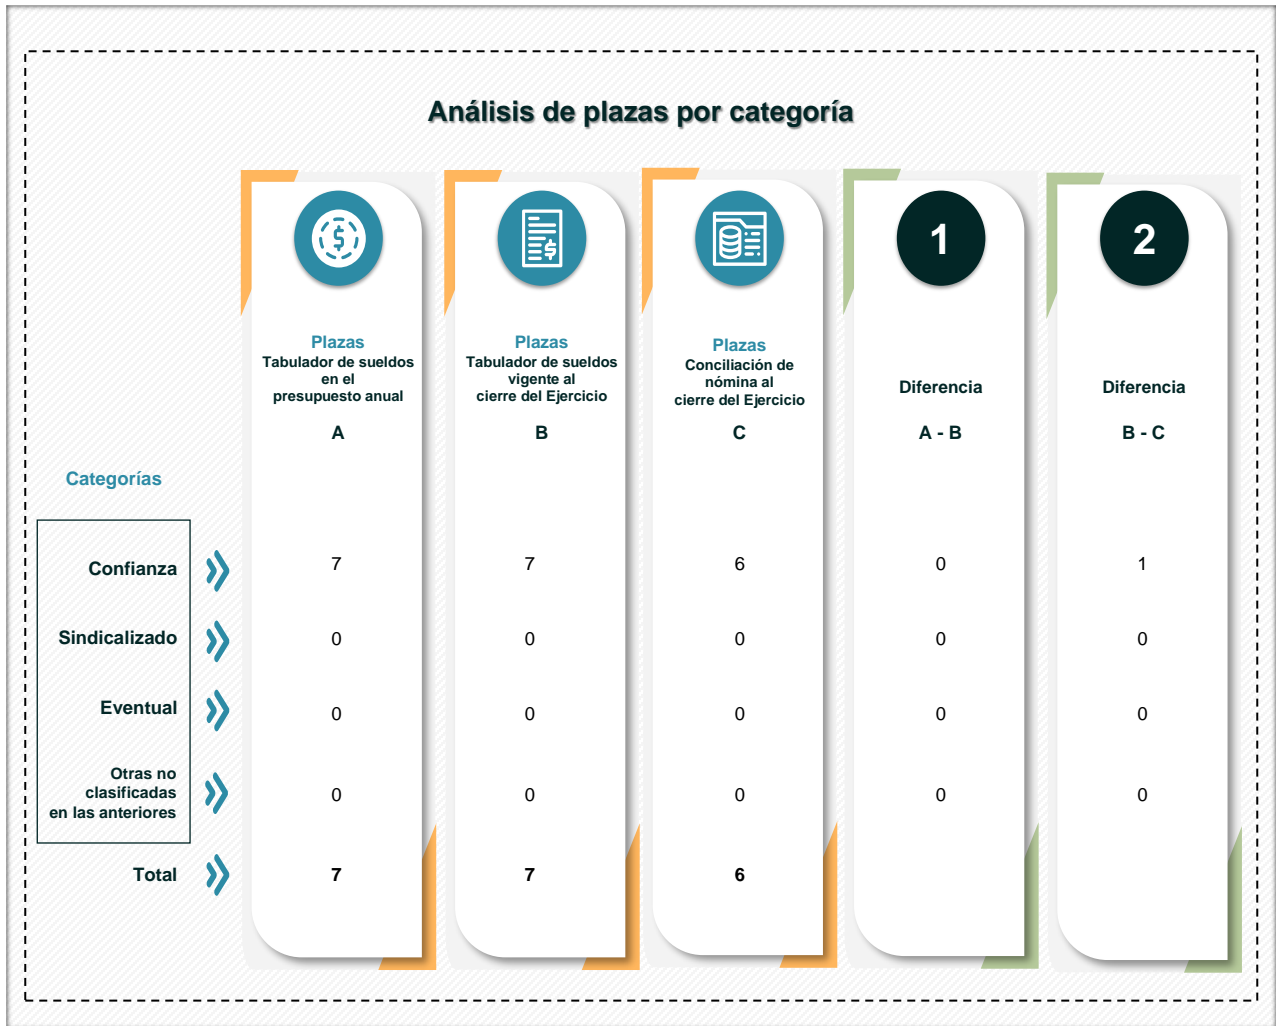 Análisis de plazas por categoría
1
2
Plazas
Tabulador de sueldos
en el
presupuesto anual
A
Plazas
Tabulador de sueldos
vigente al
cierre del Ejercicio
B
Plazas
Conciliación de
nómina al
cierre del Ejercicio
C
Diferencia
A - B
Diferencia
B - C
Categorías
Confianza 7 7 6 0 1
Sindicalizado 0 0 0 0 0
Eventual 0 0 0 0 0
Otras no
clasificadas
en las anteriores 0 0 0 0 0
Total 7 7 6